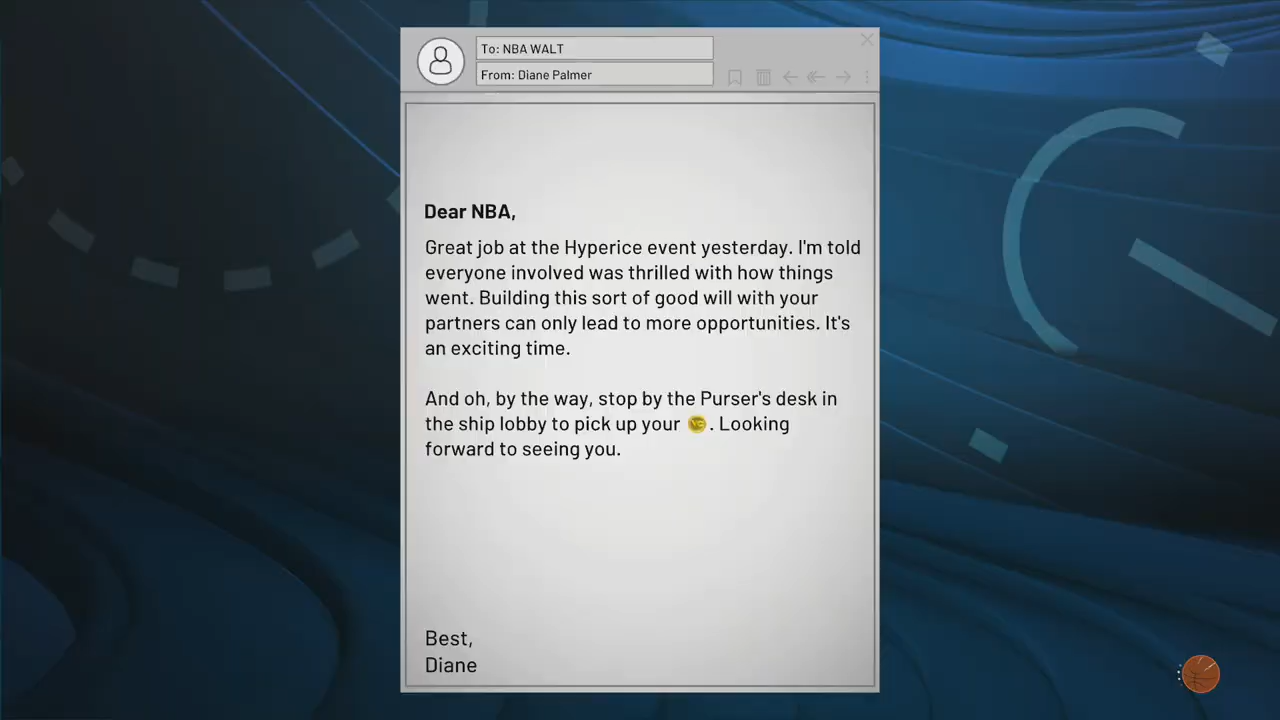 To: NBA WALT
From: Diane Palmer
Dear NBA,
Great job at the Hyperice event yesterday. I'm told
everyone involved was thrilled with how things
went. Building this sort of good will with your
partners can only lead to more opportunities. It's
an exciting time.
And oh, by the way, stop by the Purser's desk in
the ship lobby to pick up your VC. Looking
forward to seeing you.
Best,
Diane